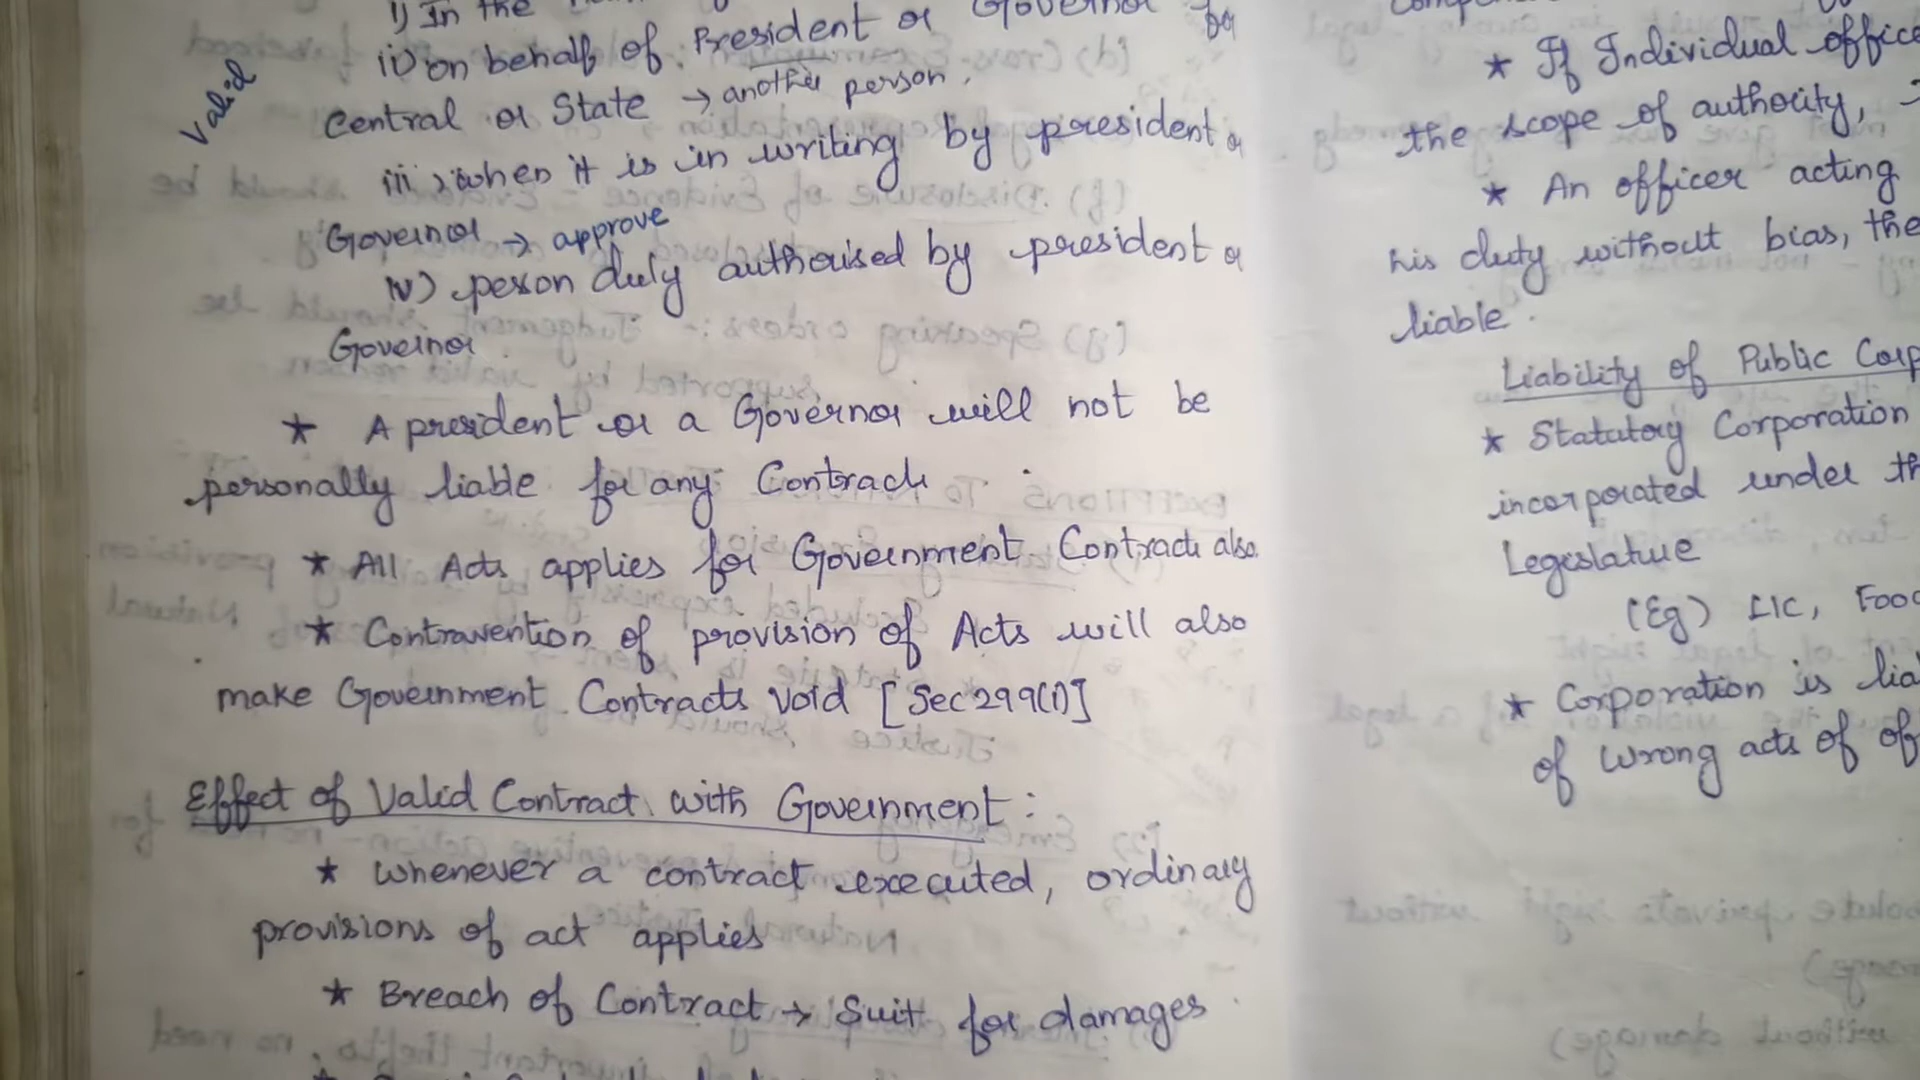 i) In the
ii) on behalf of President or Governor for
Valid
Central or State → another person.
iii) when it is in writing by president or
Governor → approve
iv) person duly authorised by president or
Governor.
★ A president or a Governor will not be
personally liable for any Contract.
★ All Acts applies for Government Contracts also.
★ Contravention of provision of Acts will also
make Government Contracts void [Sec 299(1)]
Effect of Valid Contract with Government:
★ Whenever a contract executed, ordinary
provisions of act applies
★ Breach of Contract → Suit for damages.
★ If Individual office
the scope of authority,
★ An officer acting
his duty without bias, the
liable.
Liability of Public Corp
★ Statutory Corporation
incorporated under th
Legislature
(Eg) LIC, Food
★ Corporation is lia
of wrong acts of of